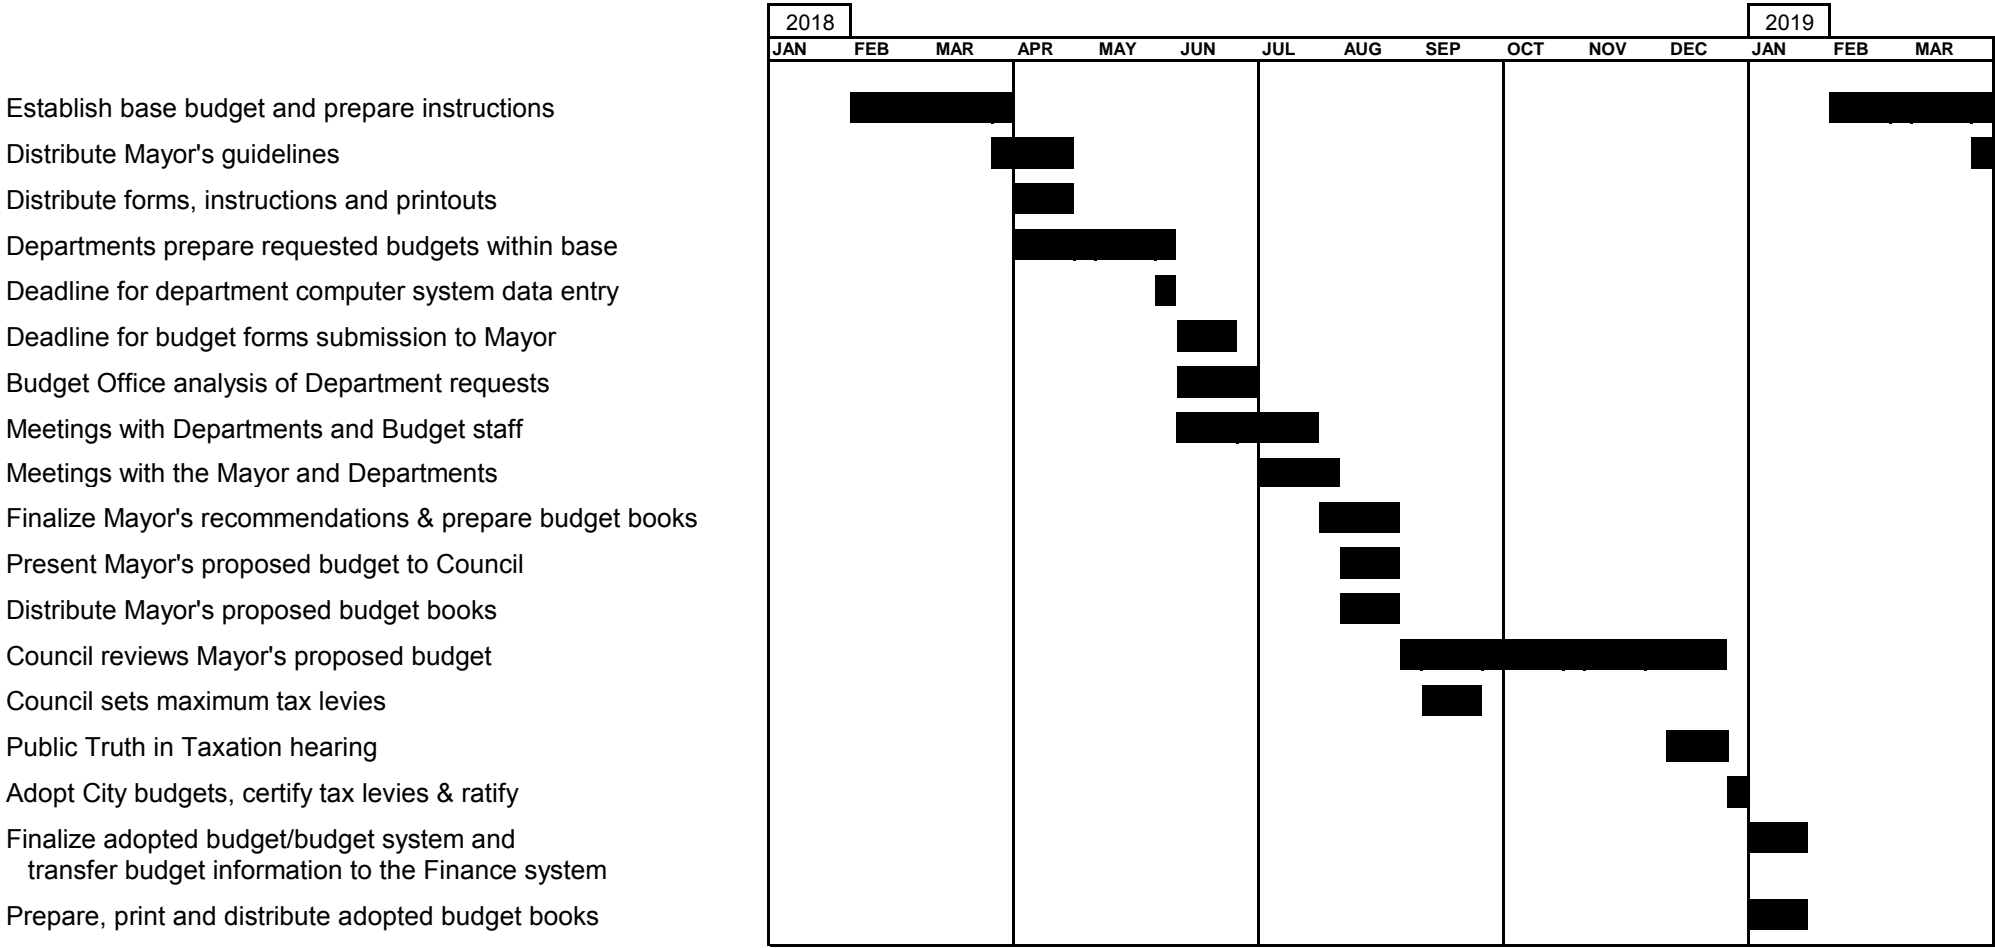 2018 2019
JAN FEB MAR APR MAY JUN JUL AUG SEP OCT NOV DEC JAN FEB MAR
Establish base budget and prepare instructions
Distribute Mayor's guidelines
Distribute forms, instructions and printouts
Departments prepare requested budgets within base
Deadline for department computer system data entry
Deadline for budget forms submission to Mayor
Budget Office analysis of Department requests
Meetings with Departments and Budget staff
Meetings with the Mayor and Departments
Finalize Mayor's recommendations & prepare budget books
Present Mayor's proposed budget to Council
Distribute Mayor's proposed budget books
Council reviews Mayor's proposed budget
Council sets maximum tax levies
Public Truth in Taxation hearing
Adopt City budgets, certify tax levies & ratify
Finalize adopted budget/budget system and
transfer budget information to the Finance system
Prepare, print and distribute adopted budget books